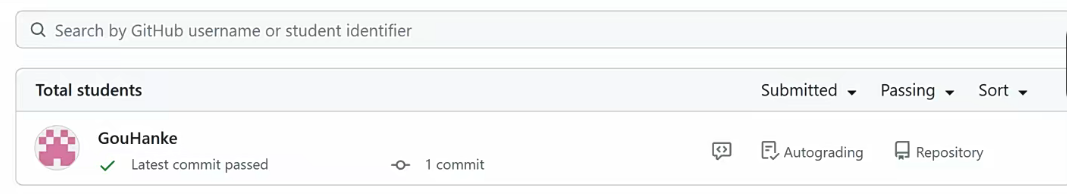 Search by GitHub username or student identifier
Total students Submitted Passing Sort
GouHanke
Latest commit passed 1 commit Autograding Repository